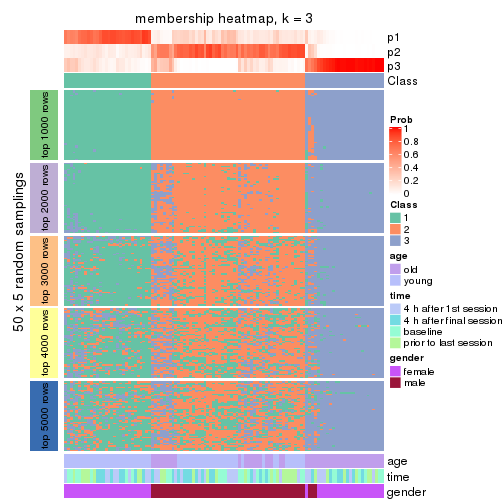 membership heatmap, k = 3
p1
p2
p3
Class
50 x 5 random samplings
top 1000 rows
top 2000 rows
top 3000 rows
top 4000 rows
top 5000 rows
Prob
1
0.8
0.6
0.4
0.2
0
Class
1
2
3
age
old
young
time
4 h after 1st session
4 h after final session
baseline
prior to last session
gender
female
male
age
time
gender